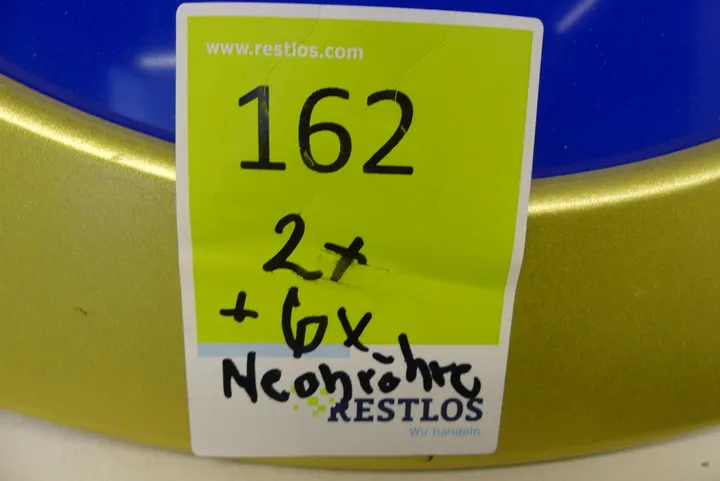 www.restlos.com
162
2x
+ 6x
Neonröhre
RESTLOS
Wir handeln.